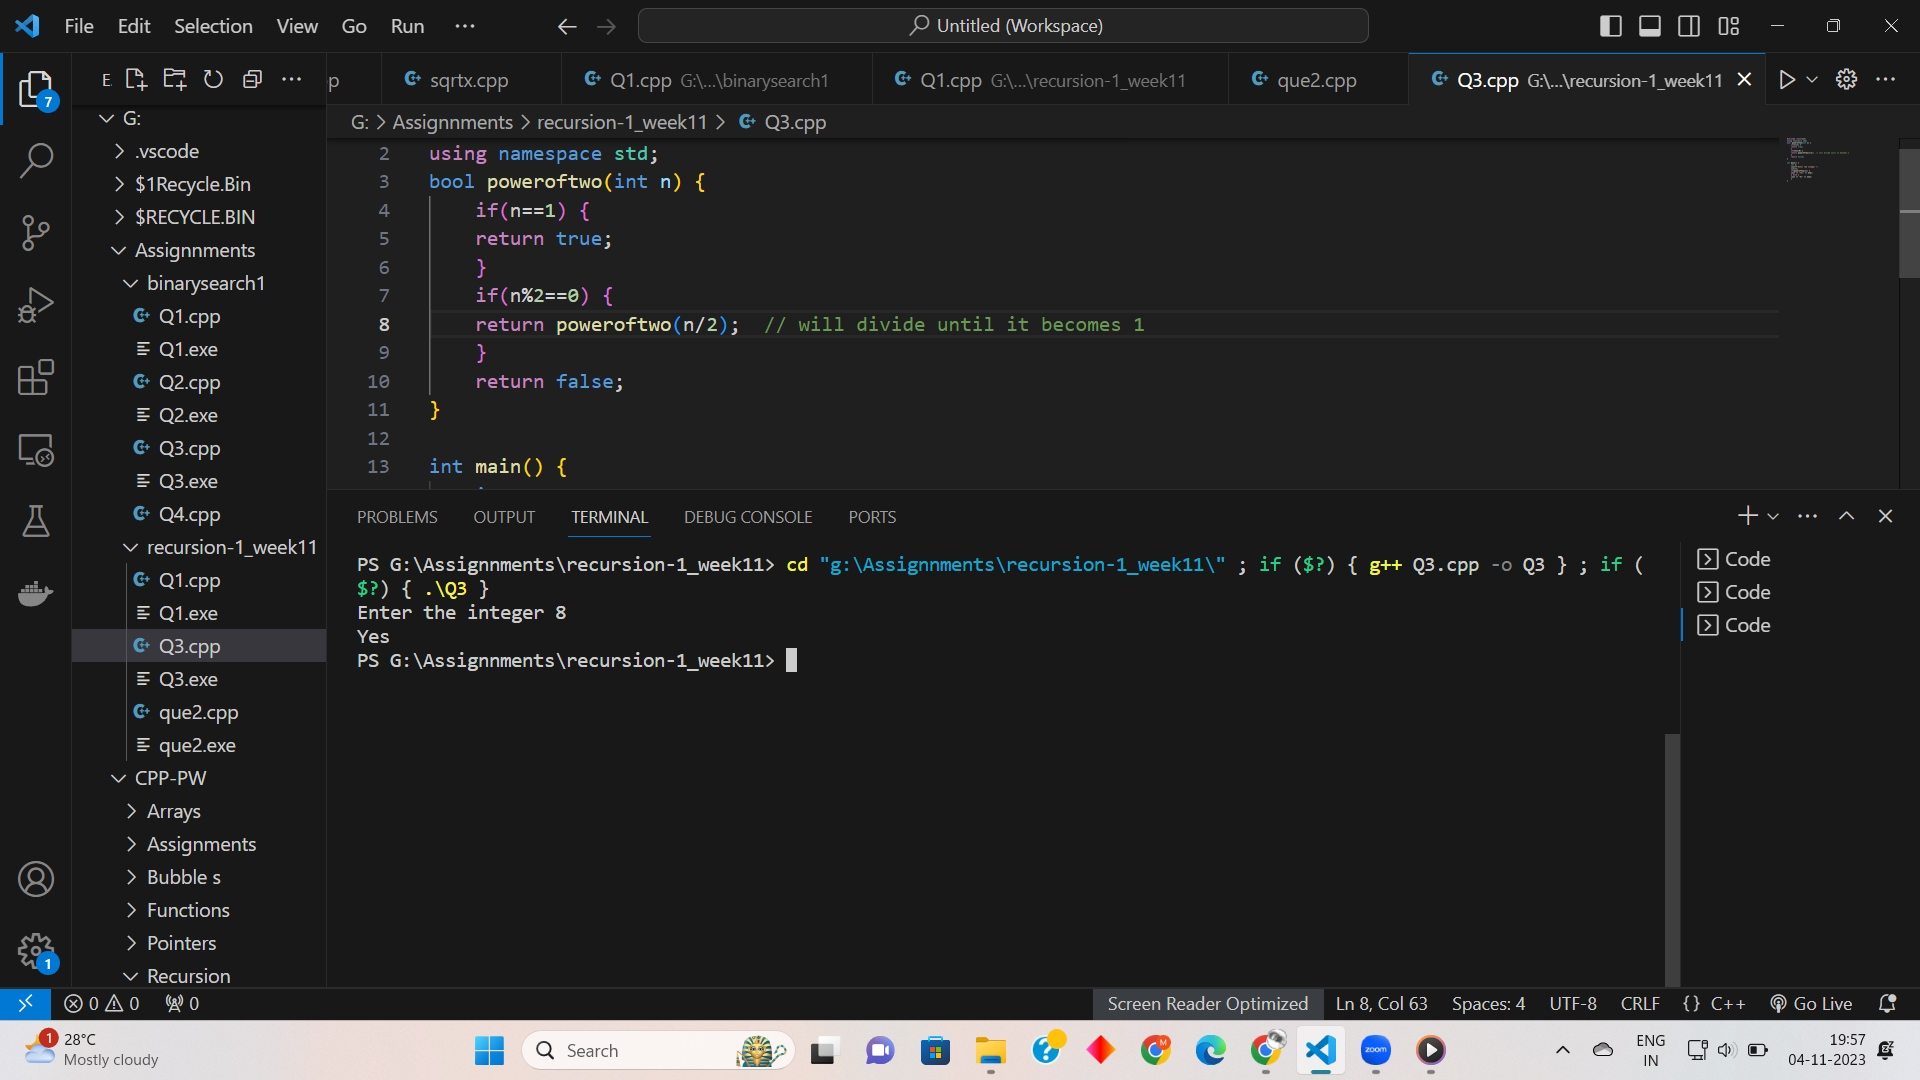 File Edit Selection View Go Run ··· Untitled (Workspace)
7 E p sqrtx.cpp Q1.cpp G:\...\binarysearch1 Q1.cpp G:\...\recursion-1_week11 que2.cpp Q3.cpp G:\...\recursion-1_week11
G: > Assignnments > recursion-1_week11 > Q3.cpp
G:
.vscode
$1Recycle.Bin
$RECYCLE.BIN
Assignnments
binarysearch1
Q1.cpp
Q1.exe
Q2.cpp
Q2.exe
Q3.cpp
Q3.exe
Q4.cpp
recursion-1_week11
Q1.cpp
Q1.exe
Q3.cpp
Q3.exe
que2.cpp
que2.exe
CPP-PW
Arrays
Assignments
Bubble s
Functions
Pointers
Recursion
1
2 using namespace std;
3 bool poweroftwo(int n) {
4 if(n==1) {
5 return true;
6 }
7 if(n%2==0) {
8 return poweroftwo(n/2); // will divide until it becomes 1
9 }
10 return false;
11 }
12
13 int main() {
PROBLEMS OUTPUT TERMINAL DEBUG CONSOLE PORTS
PS G:\Assignnments\recursion-1_week11> cd "g:\Assignnments\recursion-1_week11\" ; if ($?) { g++ Q3.cpp -o Q3 } ; if (
$?) { .\Q3 }
Enter the integer 8
Yes
PS G:\Assignnments\recursion-1_week11>
Code
Code
Code
0 0 0 Screen Reader Optimized Ln 8, Col 63 Spaces: 4 UTF-8 CRLF {} C++ Go Live
1 28°C
Mostly cloudy
Search
M
zoom
ENG
IN
19:57
04-11-2023